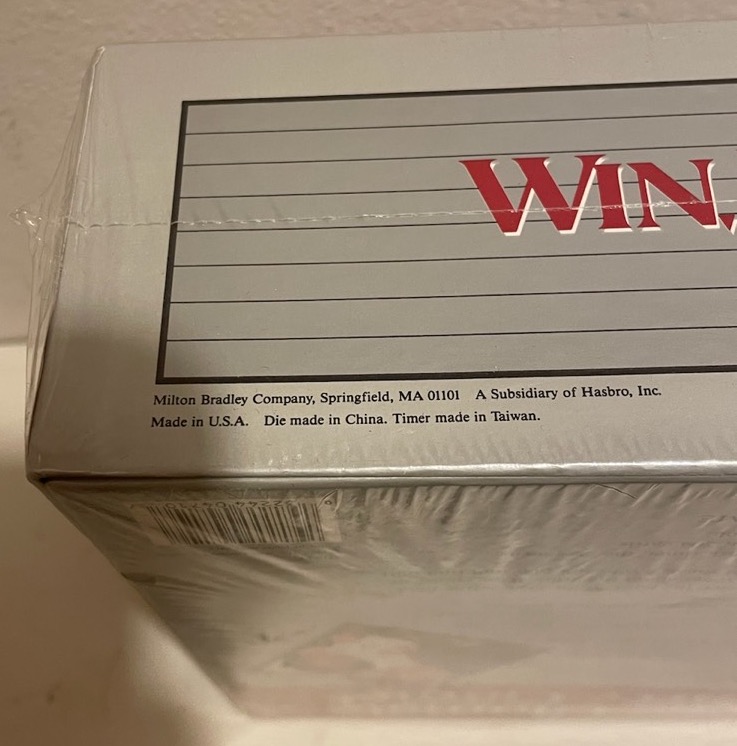 WIN,
Milton Bradley Company, Springfield, MA 01101 A Subsidiary of Hasbro, Inc.
Made in U.S.A. Die made in China. Timer made in Taiwan.